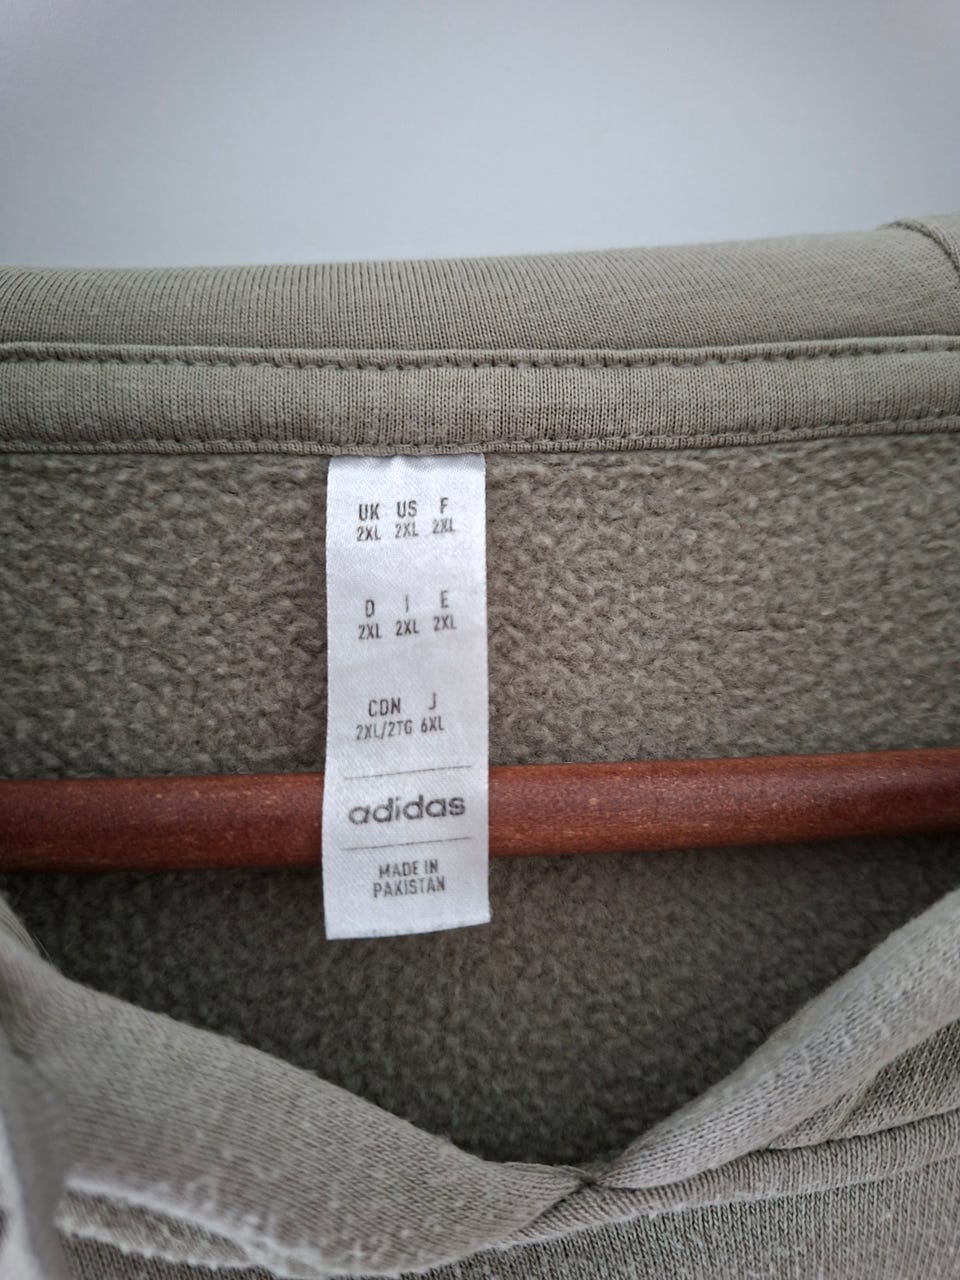 UK US F
2XL 2XL 2XL
D I E
2XL 2XL 2XL
CDN J
2XL/2TG 6XL
adidas
MADE IN
PAKISTAN